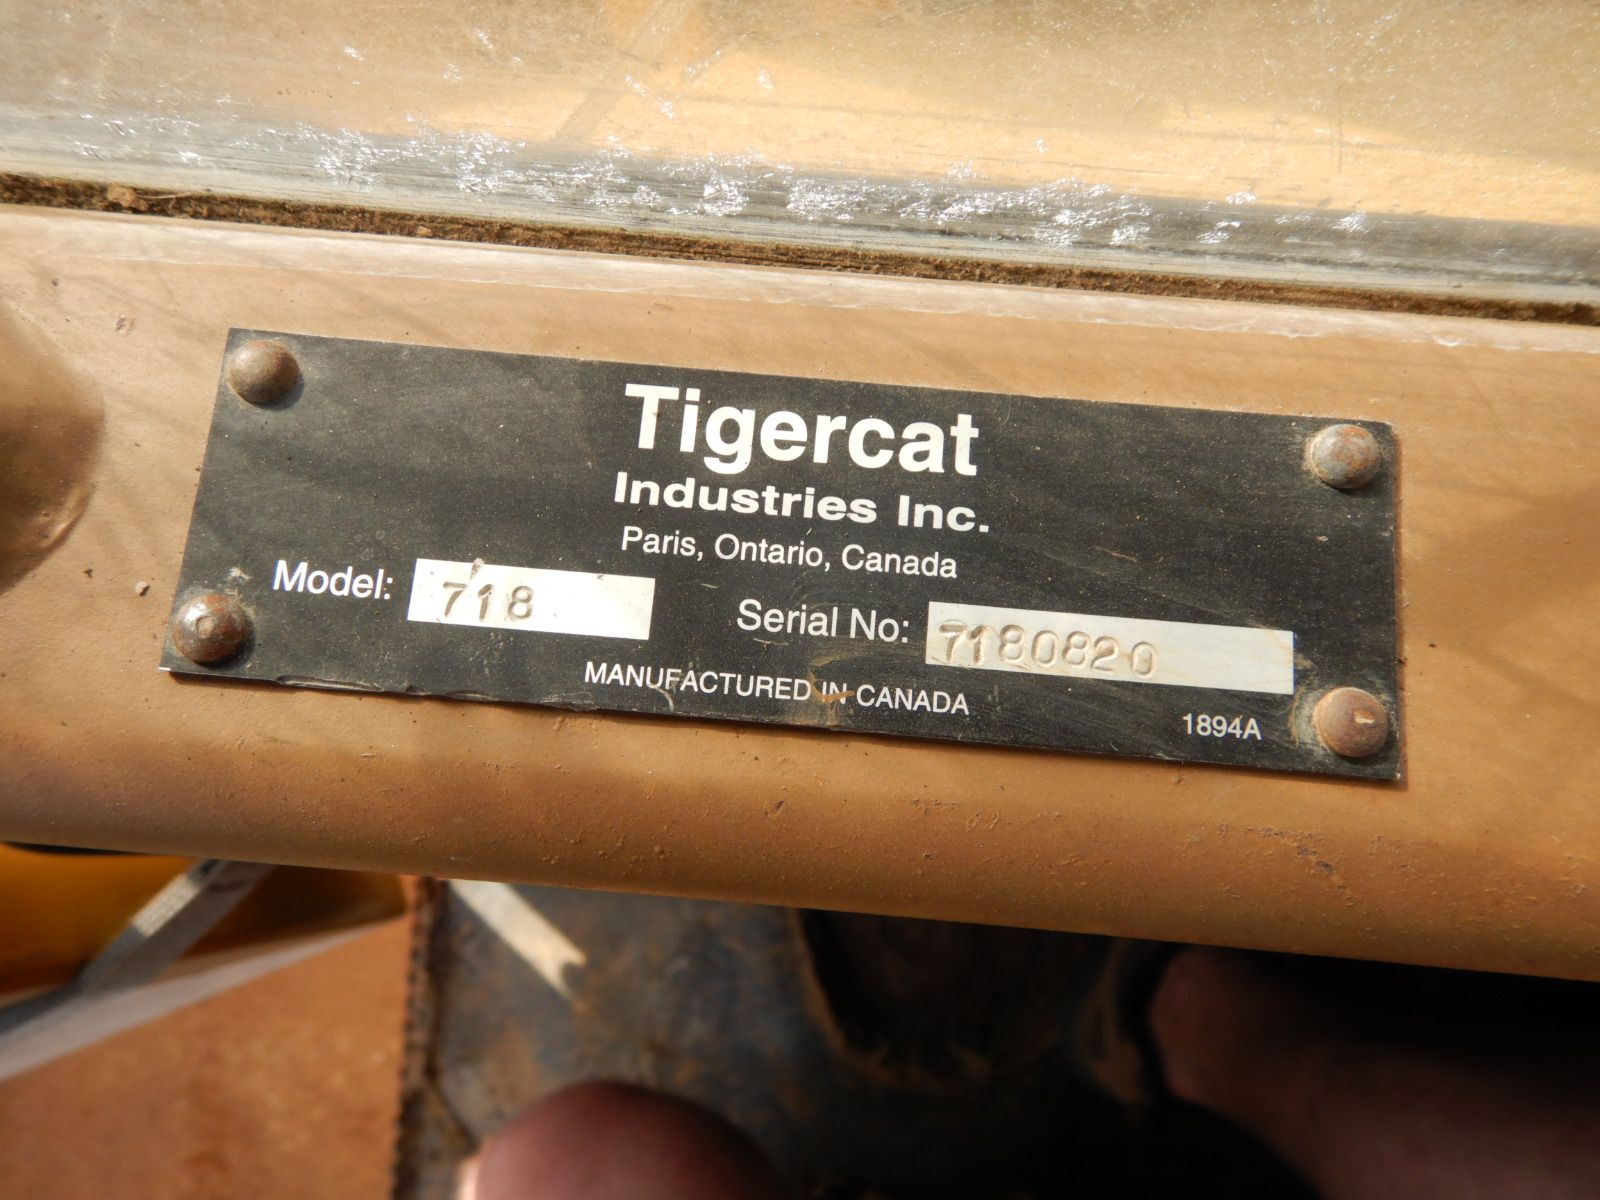 Tigercat
Industries Inc.
Paris, Ontario, Canada
Model: 718
Serial No: 7180820
MANUFACTURED IN CANADA
1894A